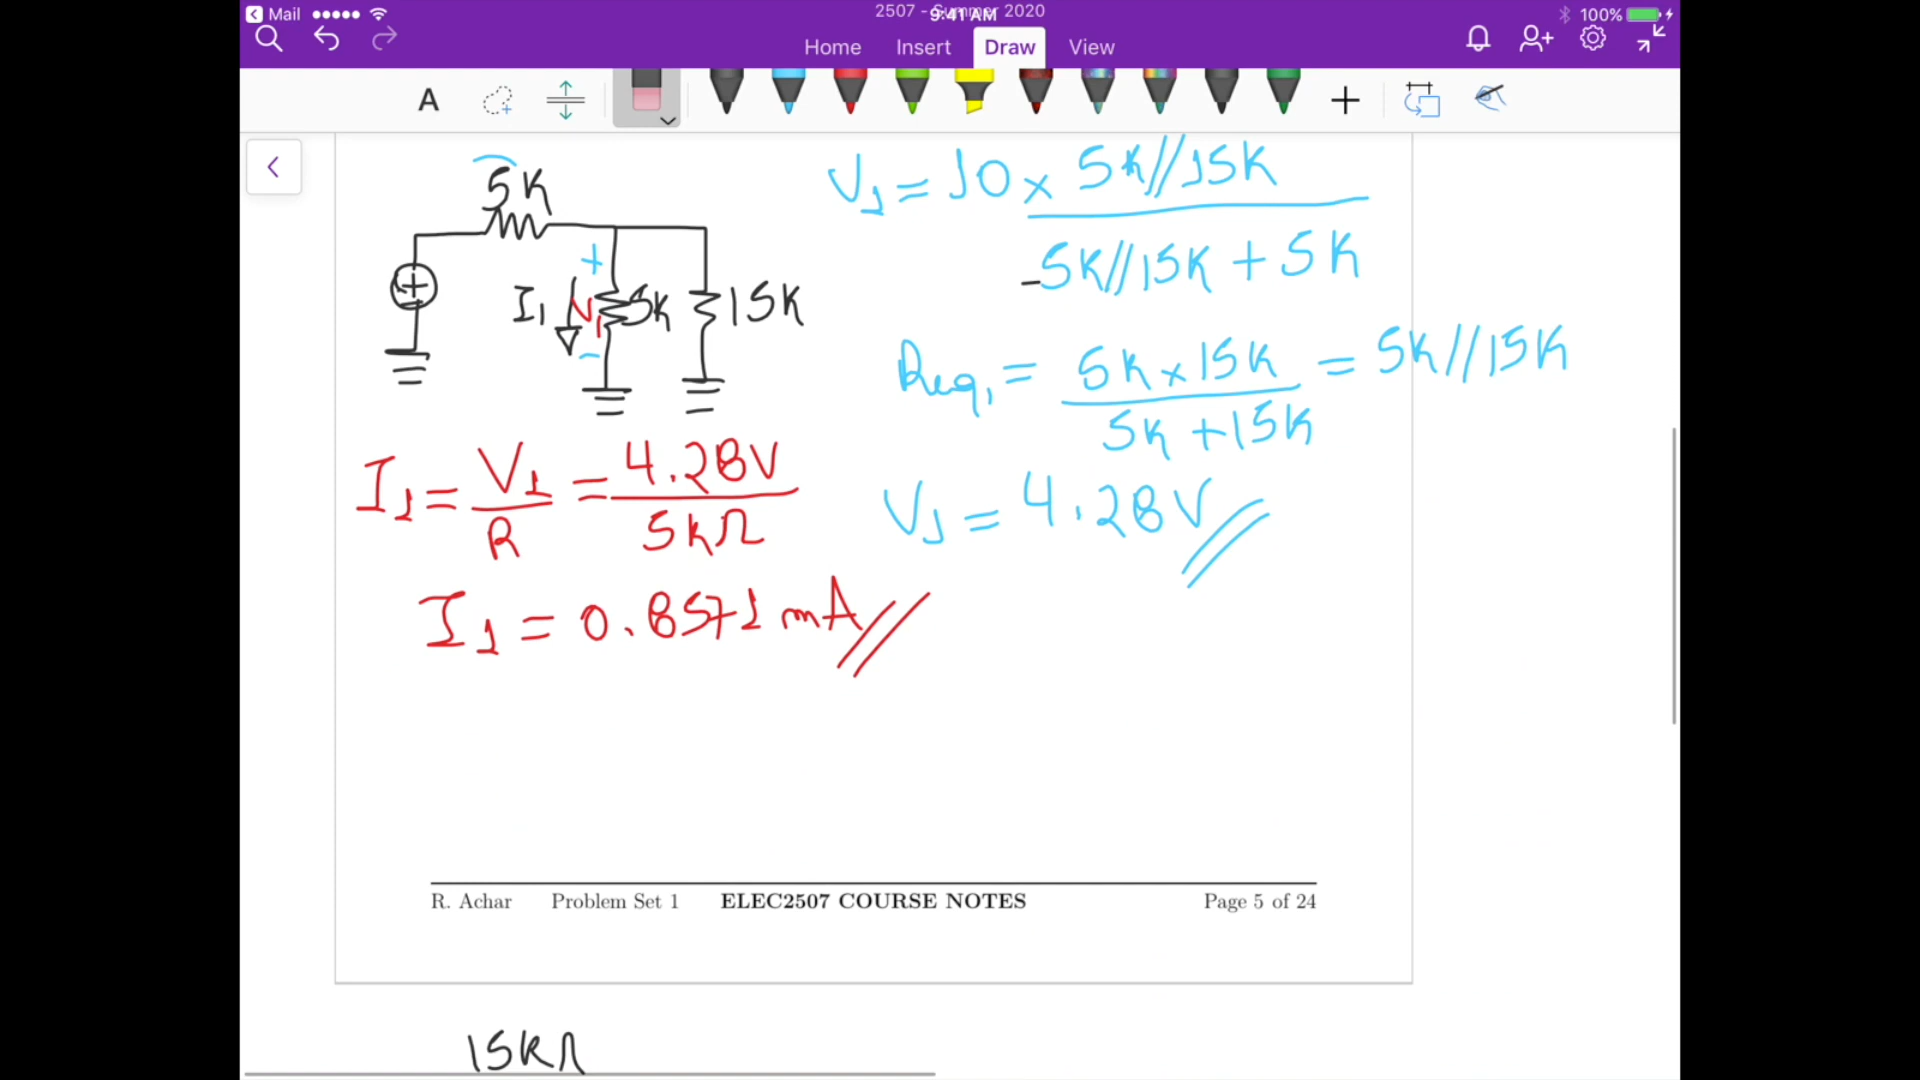 Mail
2507 - Summer 2020
9:41 AM
100%
Home Insert Draw View
A
5K
I1 V1 5K 15K
V1 = 10 × 5K//15K
5K//15K + 5K
Req1 = 5K × 15K = 5K//15K
5K + 15K
I1 = V1 = 4.28V
R 5KΩ
V1 = 4.28V
I1 = 0.8571 mA
R. Achar Problem Set 1 ELEC2507 COURSE NOTES Page 5 of 24
15KΩ